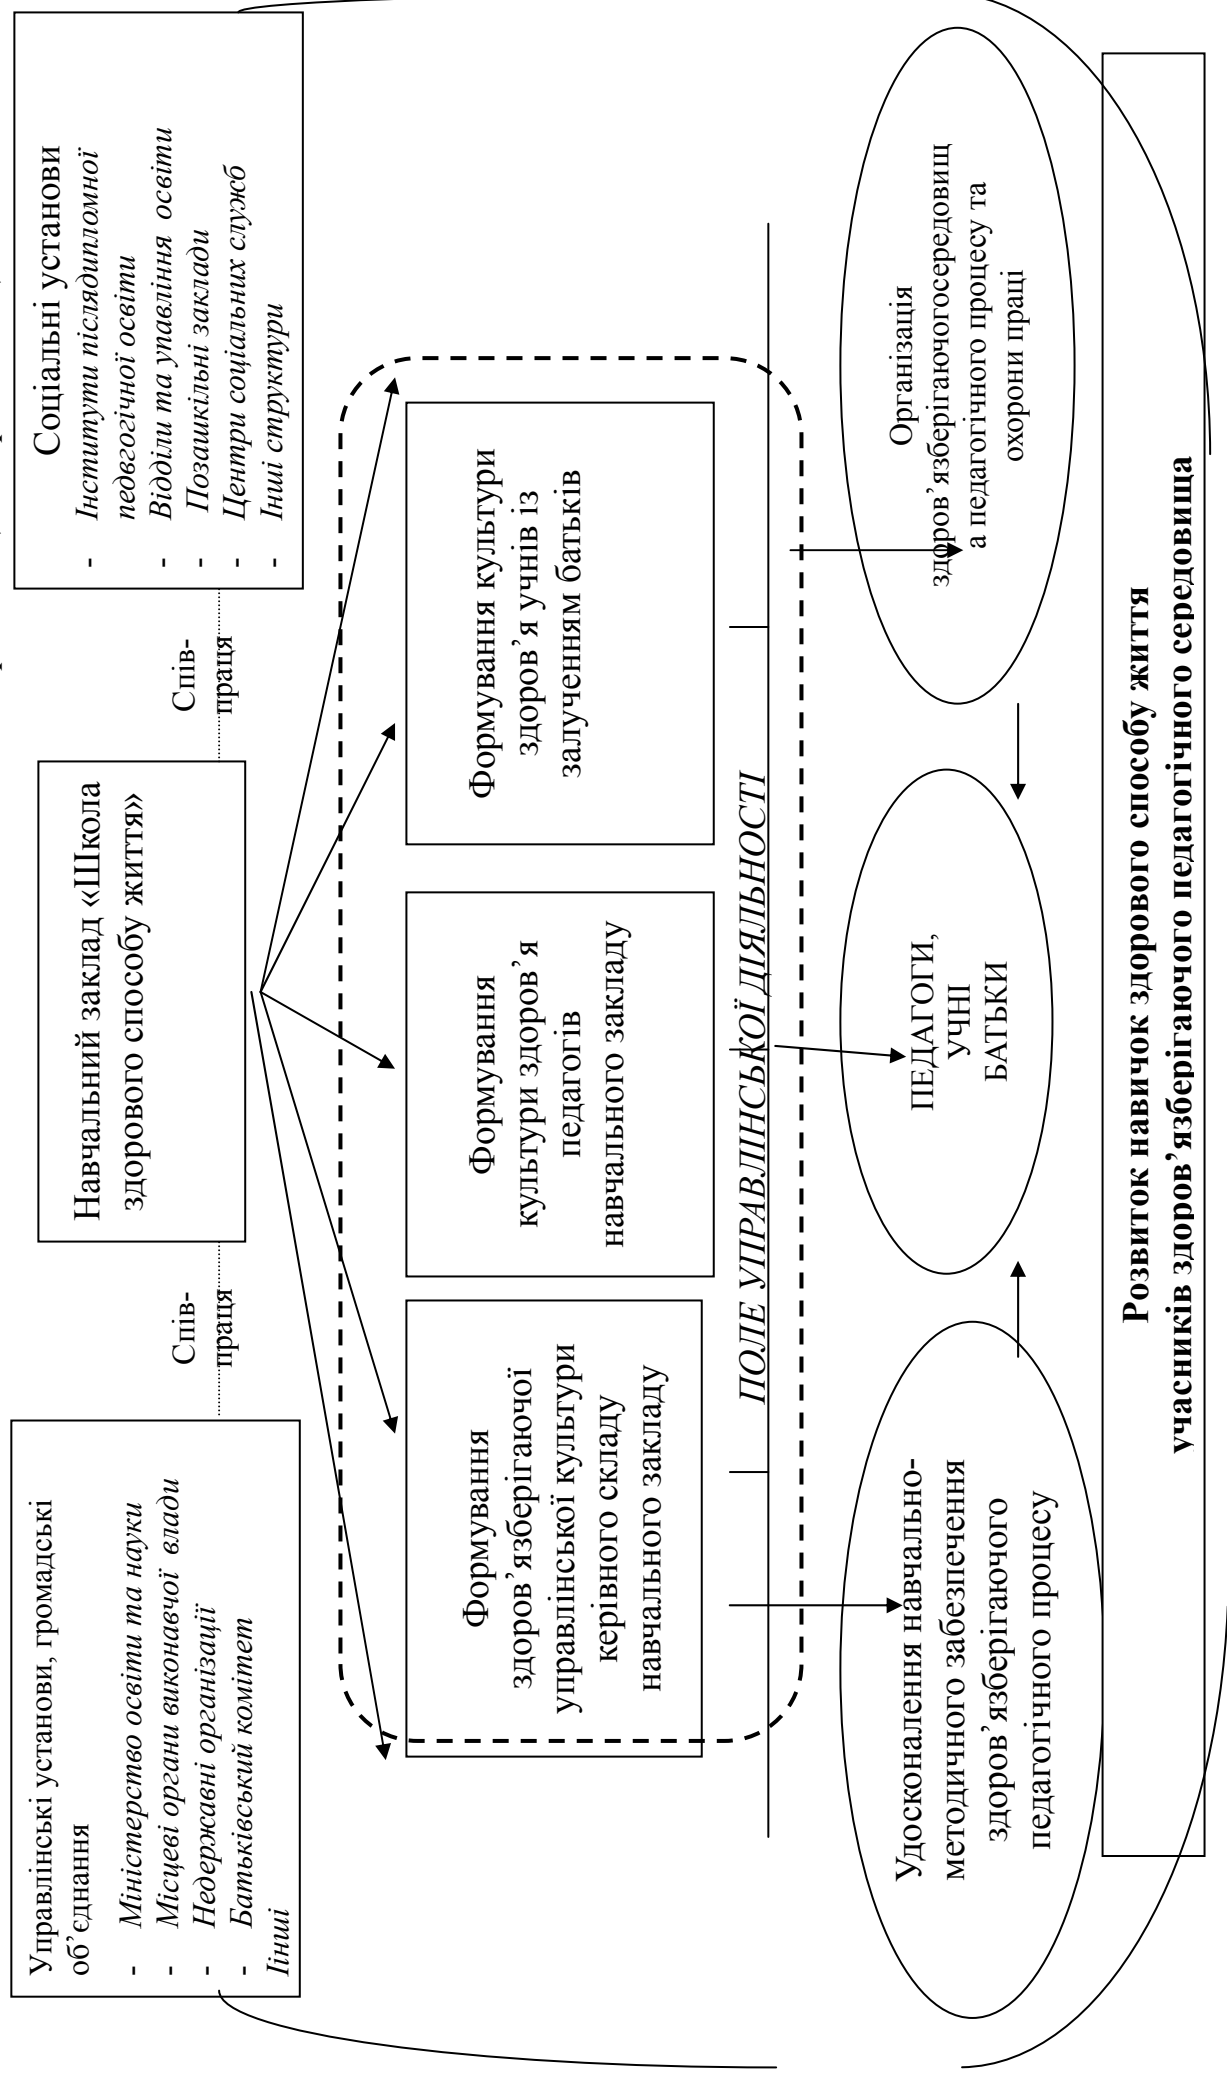 Управлінські установи, громадські
об’єднання
- Міністерство освіти та науки
- Місцеві органи виконавчої влади
- Недержавні організації
- Батьківський комітет
Іінші
Спів-
праця
Навчальний заклад «Школа
здорового способу життя»
Спів-
праця
Соціальні установи
- Інститути післядипломної
педвгогічної освіти
- Відділи та упавління освіти
- Позашкільні заклади
- Центри соціальних служб
- Інші структури
Формування
здоров’язберігаючої
управлінської культури
керівного складу
навчального закладу
Формування
культури здоров’я
педагогів
навчального закладу
Формування культури
здоров’я учнів із
залученням батьків
ПОЛЕ УПРАВЛІНСЬКОЇ ДІЯЛЬНОСТІ
Удосконалення навчально-
методичного забезпечення
здоров’язберігаючого
педагогічного процесу
ПЕДАГОГИ,
УЧНІ
БАТЬКИ
Організація
здоров’язберігаючогосередовищ
а педагогічного процесу та
охорони праці
Розвиток навичок здорового способу життя
учасників здоров’язберігаючого педагогічного середовища